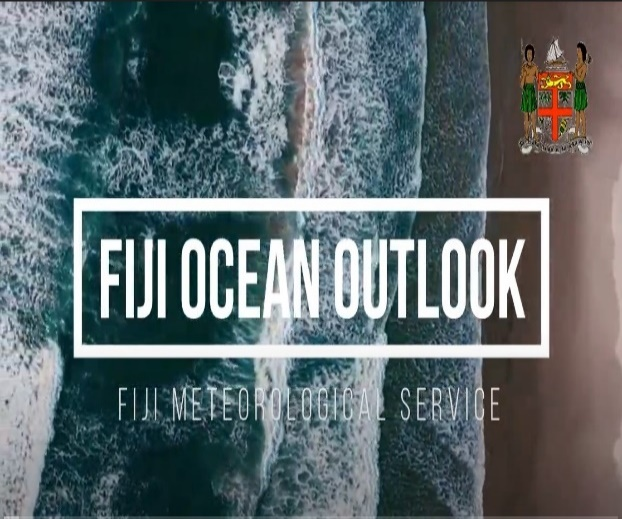 FIJI OCEAN OUTLOOK
FIJI METEOROLOGICAL SERVICE